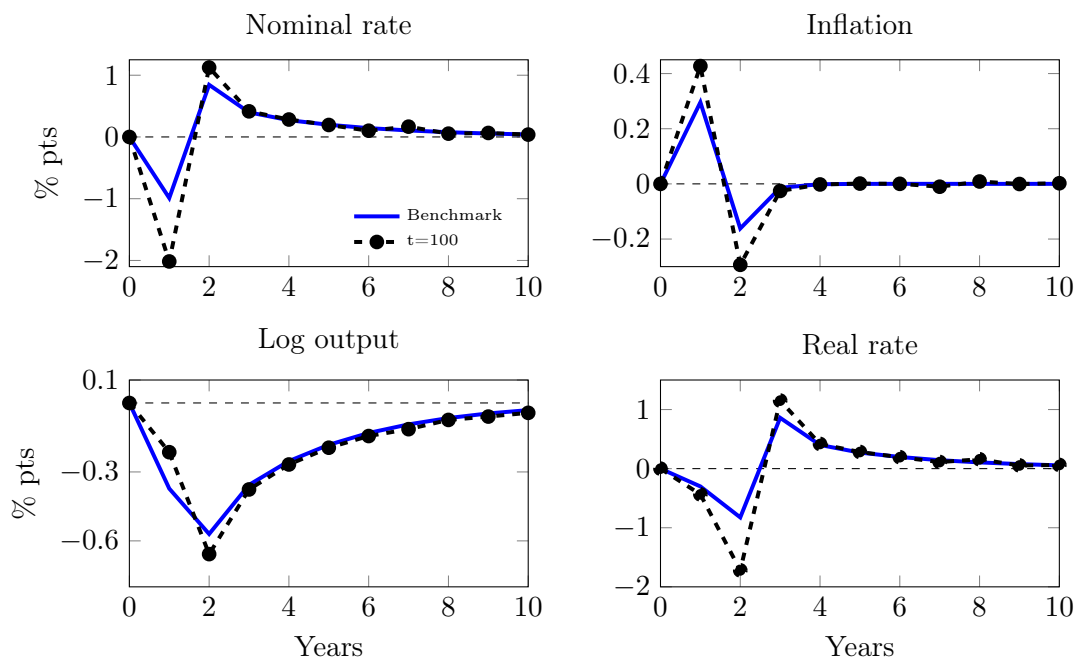 Nominal rate
% pts
1
0
−1
−2
0 2 4 6 8 10
Benchmark
t=100
Inflation
0.4
0.2
0
−0.2
0 2 4 6 8 10
Log output
% pts
0.1
−0.3
−0.6
0 2 4 6 8 10
Years
Real rate
1
0
−1
−2
0 2 4 6 8 10
Years